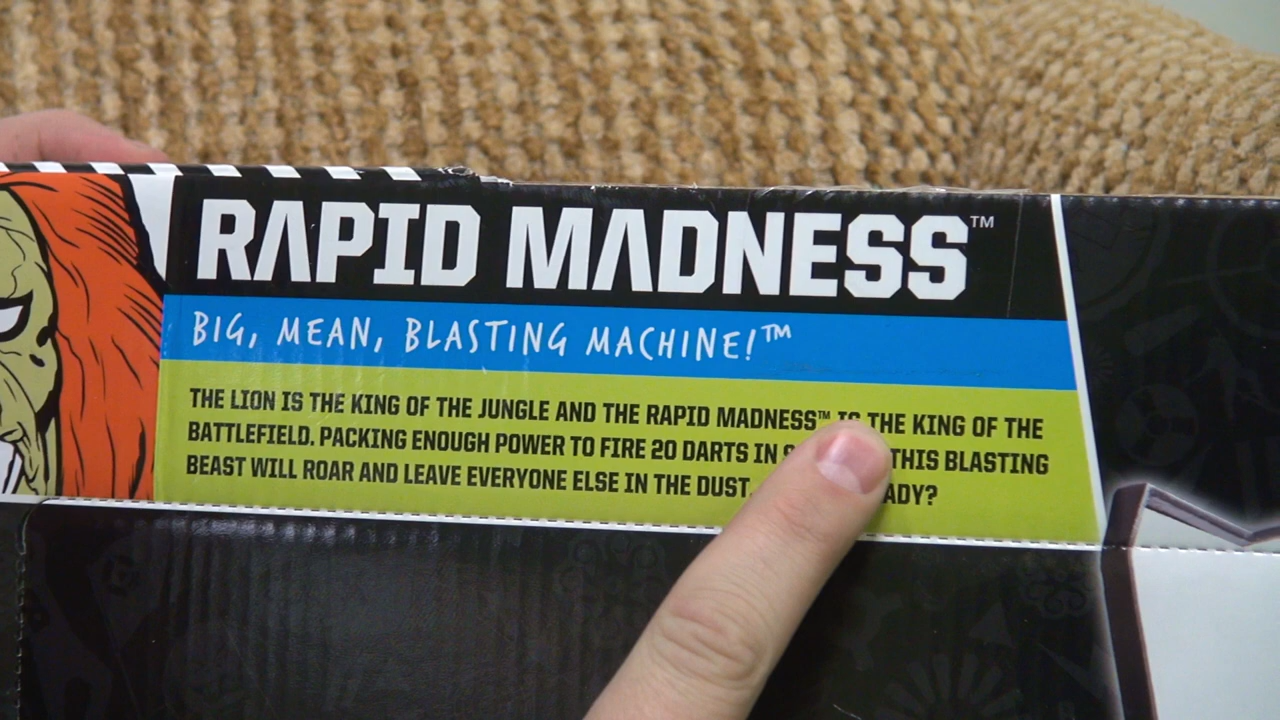 RAPID MADNESS™
BIG, MEAN, BLASTING MACHINE!™
THE LION IS THE KING OF THE JUNGLE AND THE RAPID MADNESS™ IS THE KING OF THE
BATTLEFIELD. PACKING ENOUGH POWER TO FIRE 20 DARTS IN THIS BLASTING
BEAST WILL ROAR AND LEAVE EVERYONE ELSE IN THE DUST.